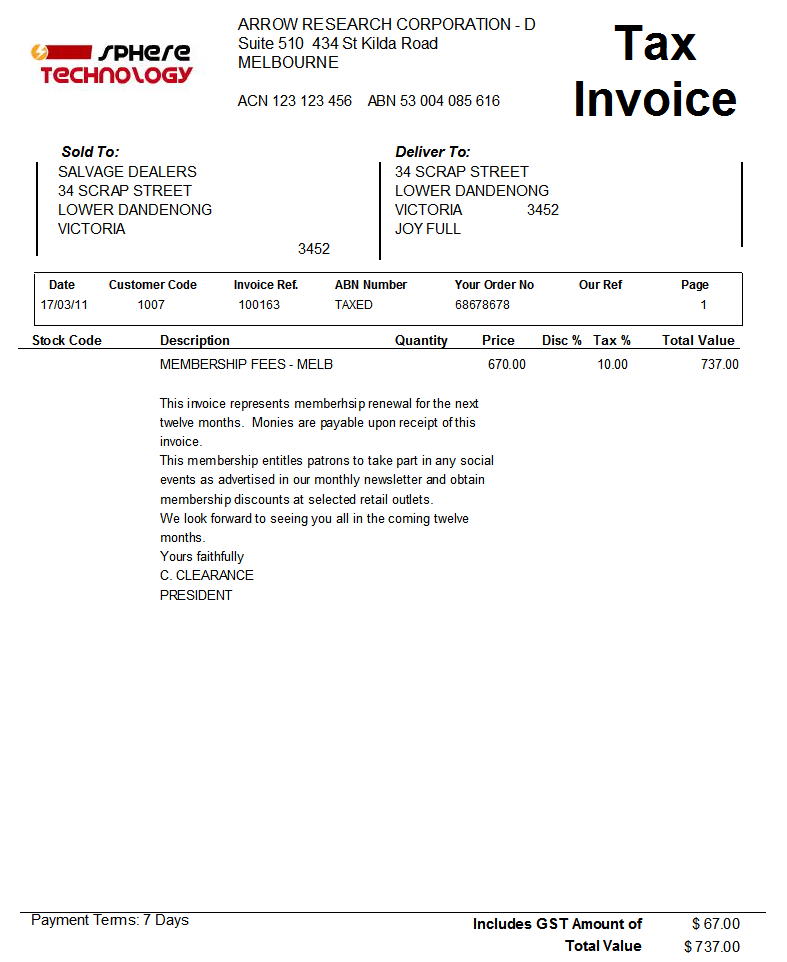 SPHERE
TECHNOLOGY
ARROW RESEARCH CORPORATION - D
Suite 510  434 St Kilda Road
MELBOURNE
ACN 123 123 456    ABN 53 004 085 616
Tax
Invoice
Sold To:
SALVAGE DEALERS
34 SCRAP STREET
LOWER DANDENONG
VICTORIA
3452
Deliver To:
34 SCRAP STREET
LOWER DANDENONG
VICTORIA 3452
JOY FULL
Date Customer Code Invoice Ref. ABN Number Your Order No Our Ref Page
17/03/11 1007 100163 TAXED 68678678 1
Stock Code Description Quantity Price Disc % Tax % Total Value
MEMBERSHIP FEES - MELB 670.00 10.00 737.00
This invoice represents memberhsip renewal for the next
twelve months.  Monies are payable upon receipt of this
invoice.
This membership entitles patrons to take part in any social
events as advertised in our monthly newsletter and obtain
membership discounts at selected retail outlets.
We look forward to seeing you all in the coming twelve
months.
Yours faithfully
C. CLEARANCE
PRESIDENT
Payment Terms: 7 Days
Includes GST Amount of $ 67.00
Total Value $ 737.00